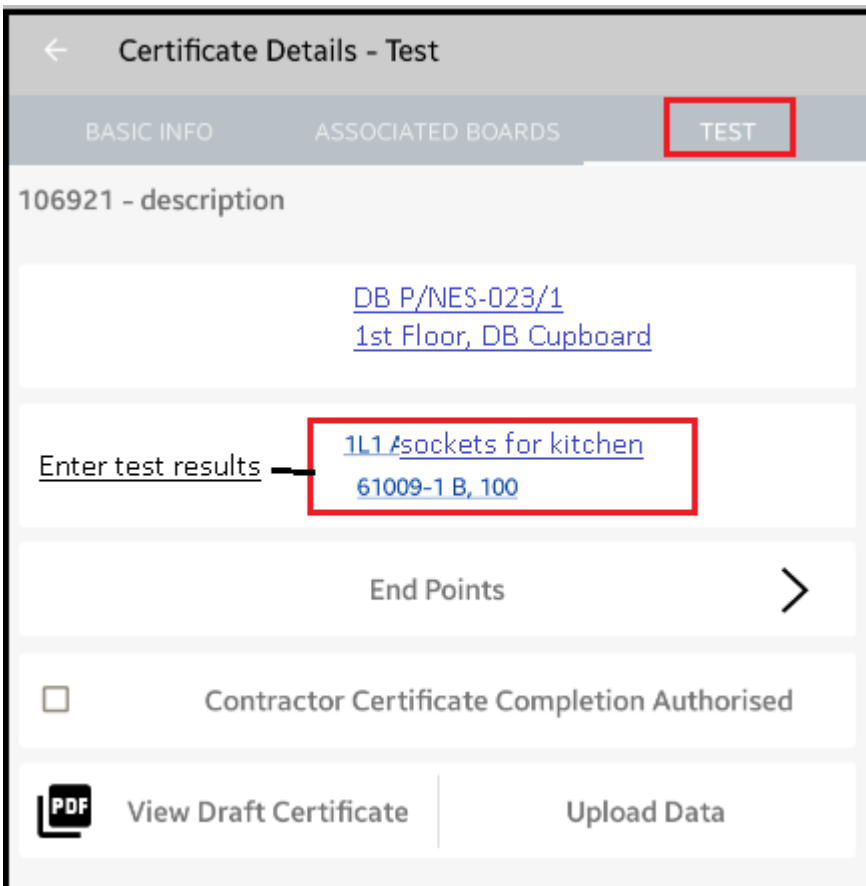 Certificate Details - Test
BASIC INFO
ASSOCIATED BOARDS
TEST
106921 - description
DB P/NES-023/1
1st Floor, DB Cupboard
Enter test results
1L1 sockets for kitchen
61009-1 B, 100
End Points
Contractor Certificate Completion Authorised
PDF
View Draft Certificate
Upload Data